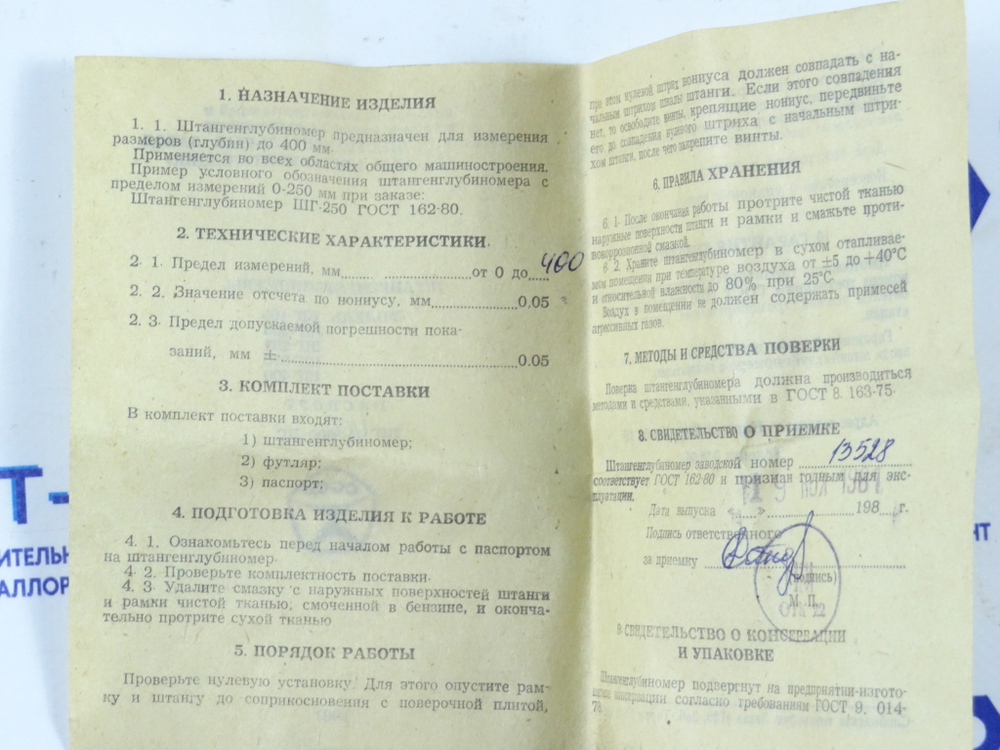 1. НАЗНАЧЕНИЕ ИЗДЕЛИЯ
1. 1. Штангенглубиномер предназначен для измерения
размеров (глубин) до 400 мм.
Применяется во всех областях общего машиностроения.
Пример условного обозначения штангенглубиномера с
пределом измерений 0-250 мм при заказе:
Штангенглубиномер ШГ-250 ГОСТ 162-80.
2. ТЕХНИЧЕСКИЕ ХАРАКТЕРИСТИКИ.
2. 1. Предел измерений, мм от 0 до 400
2. 2. Значение отсчета по нониусу, мм 0,05
2. 3. Предел допускаемой погрешности пока-
заний, мм ± 0.05
3. КОМПЛЕКТ ПОСТАВКИ
В комплект поставки входят:
1) штангенглубиномер;
2) футляр;
3) паспорт;
4. ПОДГОТОВКА ИЗДЕЛИЯ К РАБОТЕ
4. 1. Ознакомьтесь перед началом работы с паспортом
на штангенглубиномер.
4. 2. Проверьте комплектность поставки.
4. 3. Удалите смазку с наружных поверхностей штанги
и рамки чистой тканью, смоченной в бензине, и оконча-
тельно протрите сухой тканью
5. ПОРЯДОК РАБОТЫ
Проверьте нулевую установку. Для этого опустите рам-
ку и штангу до соприкосновения с поверочной плитой,
при этом нулевой штрих нониуса должен совпадать с на-
чальным штрихом шкалы штанги. Если этого совпадения
нет, то освободите винты, крепящие нониус, передвиньте
его до совпадения нужного штриха с начальным штри-
хом штанги, после чего закрепите винты.
6. ПРАВИЛА ХРАНЕНИЯ
6. 1. После окончания работы протрите чистой тканью
наружные поверхности штанги и рамки и смажьте проти-
вокоррозионной смазкой.
6 2. Храните штангенглубиномер в сухом отапливае-
мом помещении при температуре воздуха от +5 до +40°С
и относительной влажности до 80% при 25°С.
Воздух в помещении не должен содержать примесей
агрессивных газов.
7. МЕТОДЫ И СРЕДСТВА ПОВЕРКИ
Поверка штангенглубиномера должна производиться
методами и средствами, указанными в ГОСТ 8. 163-75.
8. СВИДЕТЕЛЬСТВО О ПРИЕМКЕ
Штангенглубиномер заводской номер 13528
соответствует ГОСТ 162-80 и признан годным для экс-
плуатации.
Дата выпуска « » 198 г.
Подпись ответственного
за приемку
(подпись)
М. П.
9 СВИДЕТЕЛЬСТВО О КОНСЕРВАЦИИ
И УПАКОВКЕ
Штангенглубиномер подвергнут на предприятии-изгото-
консервации согласно требованиям ГОСТ 9. 014-
78